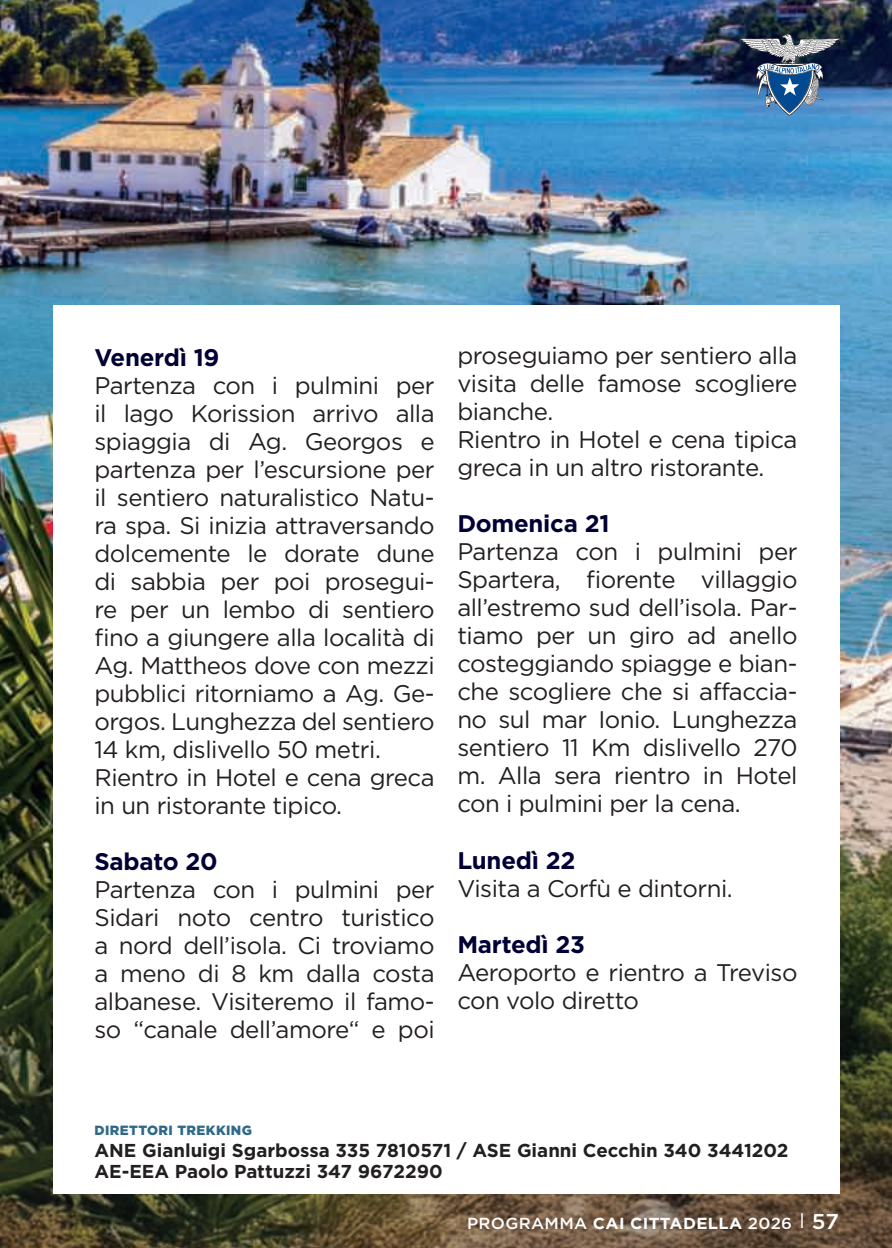 CLUB ALPINO ITALIANO
Venerdì 19
Partenza con i pulmini per
il lago Korission arrivo alla
spiaggia di Ag. Georgos e
partenza per l’escursione per
il sentiero naturalistico Natu-
ra spa. Si inizia attraversando
dolcemente le dorate dune
di sabbia per poi prosegui-
re per un lembo di sentiero
fino a giungere alla località di
Ag. Mattheos dove con mezzi
pubblici ritorniamo a Ag. Ge-
orgos. Lunghezza del sentiero
14 km, dislivello 50 metri.
Rientro in Hotel e cena greca
in un ristorante tipico.
Sabato 20
Partenza con i pulmini per
Sidari noto centro turistico
a nord dell’isola. Ci troviamo
a meno di 8 km dalla costa
albanese. Visiteremo il famo-
so “canale dell’amore“ e poi
proseguiamo per sentiero alla
visita delle famose scogliere
bianche.
Rientro in Hotel e cena tipica
greca in un altro ristorante.
Domenica 21
Partenza con i pulmini per
Spartera, fiorente villaggio
all’estremo sud dell’isola. Par-
tiamo per un giro ad anello
costeggiando spiagge e bian-
che scogliere che si affaccia-
no sul mar Ionio. Lunghezza
sentiero 11 Km dislivello 270
m. Alla sera rientro in Hotel
con i pulmini per la cena.
Lunedì 22
Visita a Corfù e dintorni.
Martedì 23
Aeroporto e rientro a Treviso
con volo diretto
DIRETTORI TREKKING
ANE Gianluigi Sgarbossa 335 7810571 / ASE Gianni Cecchin 340 3441202
AE-EEA Paolo Pattuzzi 347 9672290
PROGRAMMA CAI CITTADELLA 2026 | 57